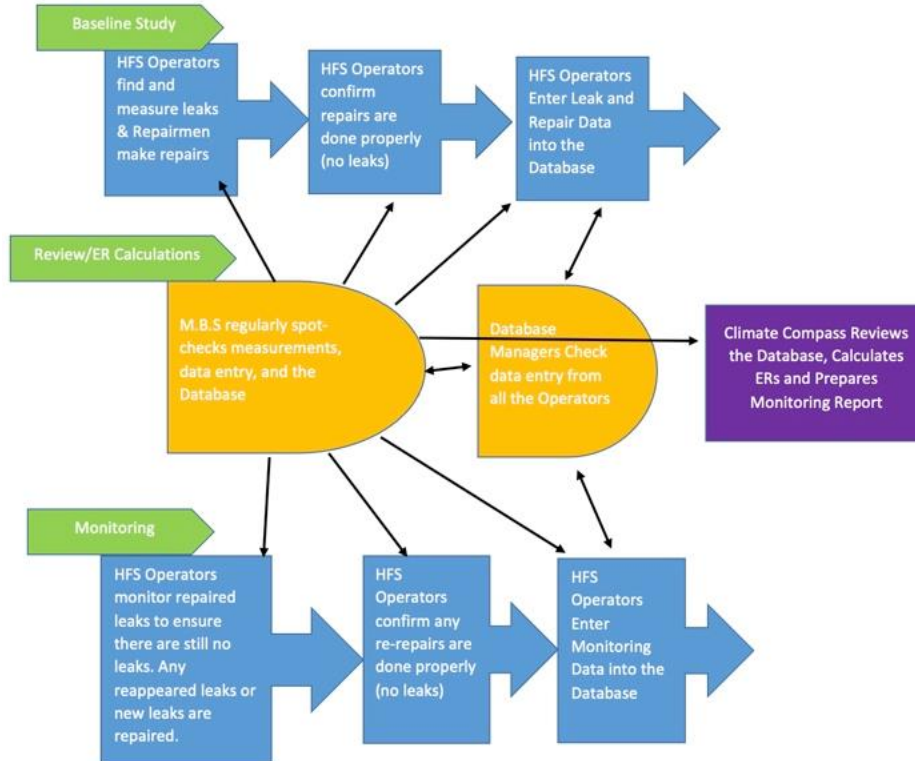 Baseline Study
HFS Operators
find and
measure leaks
& Repairmen
make repairs
HFS Operators
confirm
repairs are
done properly
(no leaks)
HFS Operators
Enter Leak and
Repair Data
into the
Database
Review/ER Calculations
M.B.S regularly spot-
checks measurements,
data entry, and the
Database
Database
Managers Check
data entry from
all the Operators
Climate Compass Reviews
the Database, Calculates
ERs and Prepares
Monitoring Report
Monitoring
HFS Operators
monitor repaired
leaks to ensure
there are still no
leaks. Any
reappeared leaks or
new leaks are
repaired.
HFS
Operators
confirm any
re-repairs are
done properly
(no leaks)
HFS
Operators
Enter
Monitoring
Data into the
Database